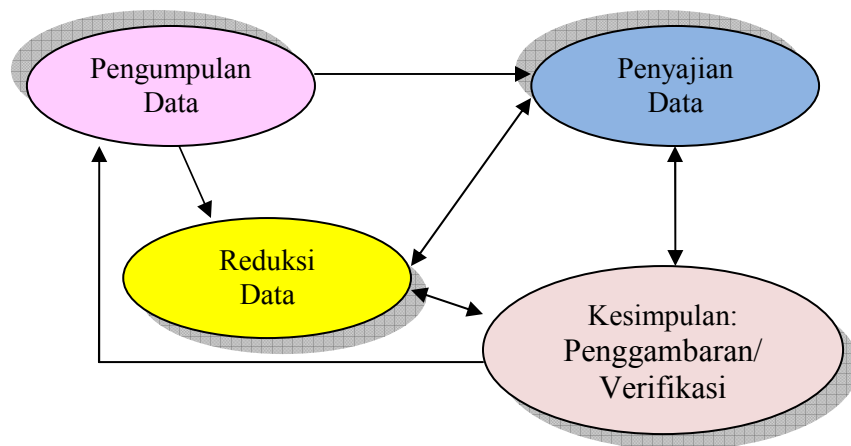 Pengumpulan
Data
Penyajian
Data
Reduksi
Data
Kesimpulan:
Penggambaran/
Verifikasi